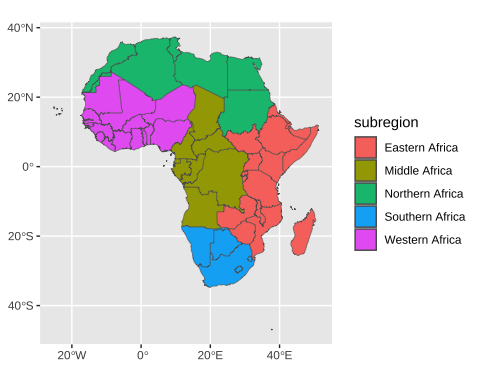 40°N
20°N
0°
20°S
40°S
20°W
0°
20°E
40°E
subregion
Eastern Africa
Middle Africa
Northern Africa
Southern Africa
Western Africa